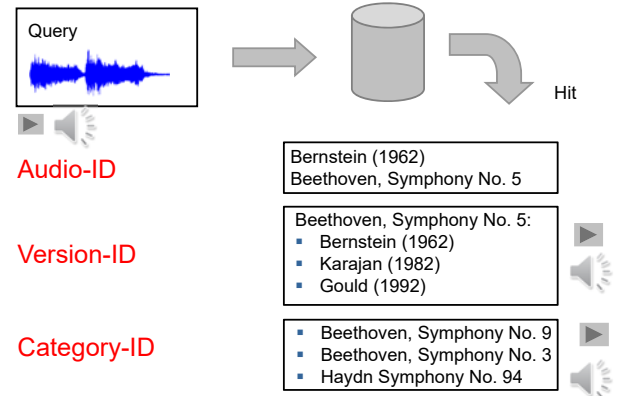 Query
Hit
Audio-ID
Bernstein (1962)
Beethoven, Symphony No. 5
Version-ID
Beethoven, Symphony No. 5:
▪ Bernstein (1962)
▪ Karajan (1982)
▪ Gould (1992)
Category-ID
▪ Beethoven, Symphony No. 9
▪ Beethoven, Symphony No. 3
▪ Haydn Symphony No. 94